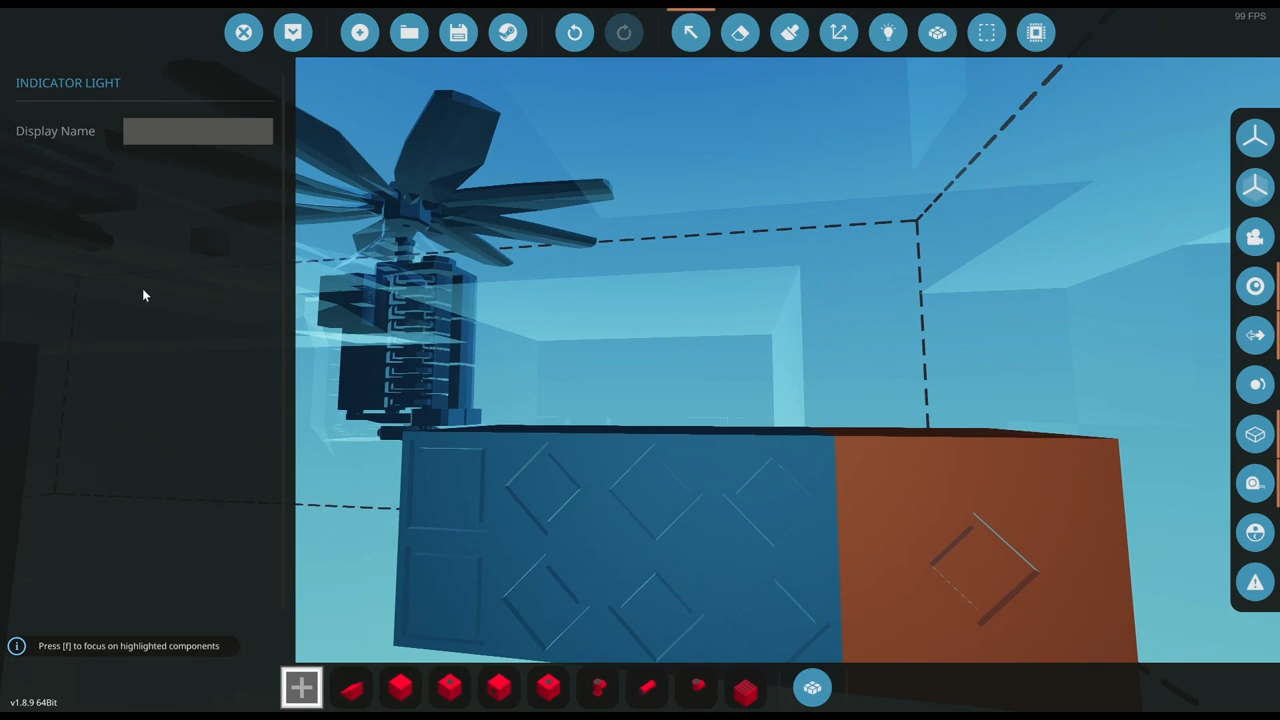 99 FPS
INDICATOR LIGHT
Display Name
Press [f] to focus on highlighted components
v1.8.9 64Bit